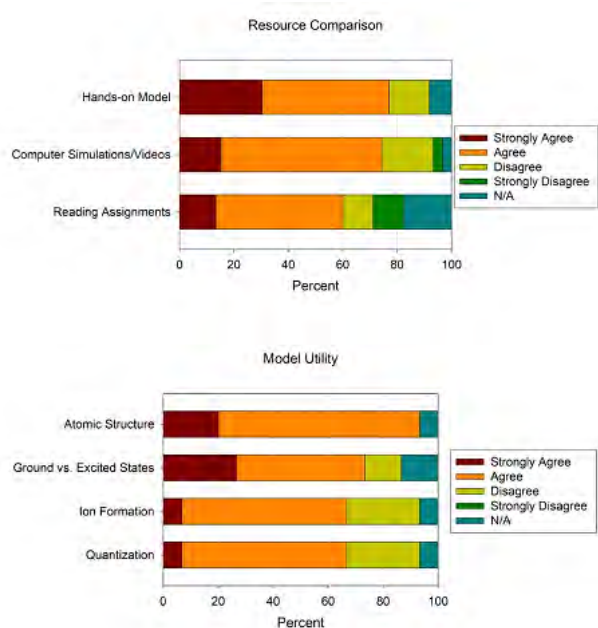 Resource Comparison
Hands-on Model
Computer Simulations/Videos
Reading Assignments
0 20 40 60 80 100
Percent
Strongly Agree
Agree
Disagree
Strongly Disagree
N/A
Model Utility
Atomic Structure
Ground vs. Excited States
Ion Formation
Quantization
0 20 40 60 80 100
Percent
Strongly Agree
Agree
Disagree
Strongly Disagree
N/A